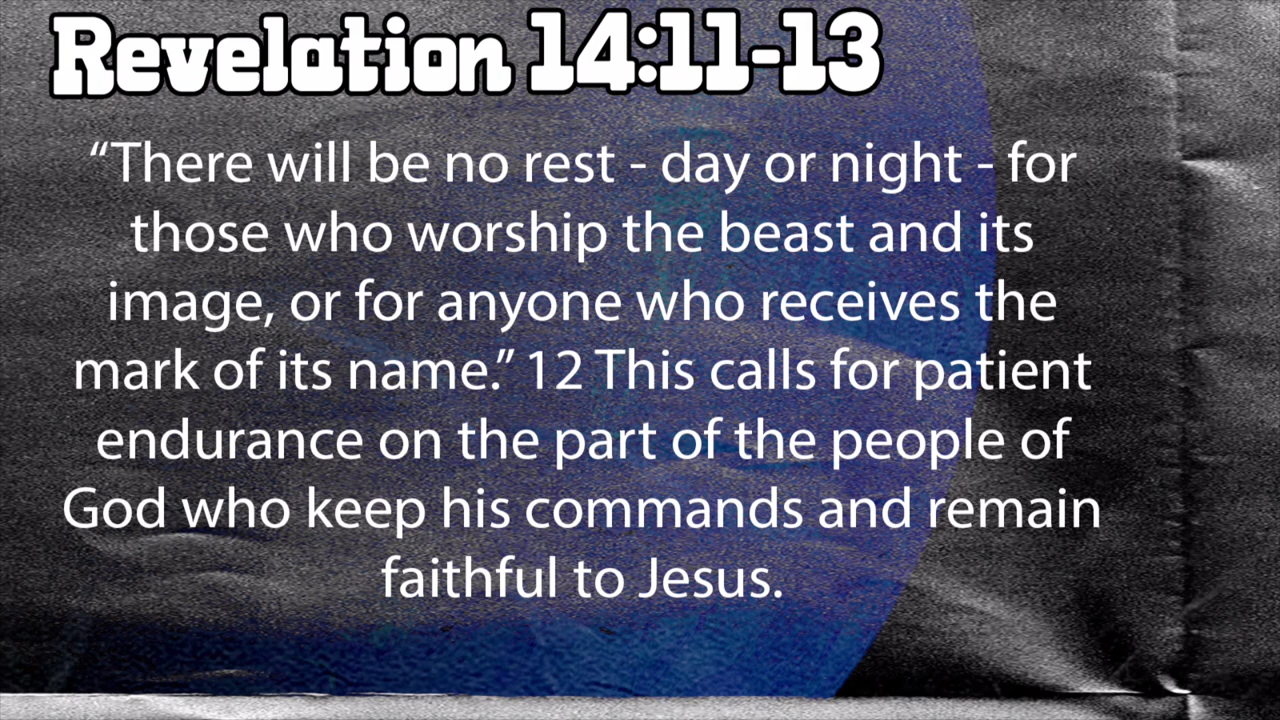 Revelation 14:11-13
“There will be no rest - day or night - for
those who worship the beast and its
image, or for anyone who receives the
mark of its name.” 12 This calls for patient
endurance on the part of the people of
God who keep his commands and remain
faithful to Jesus.